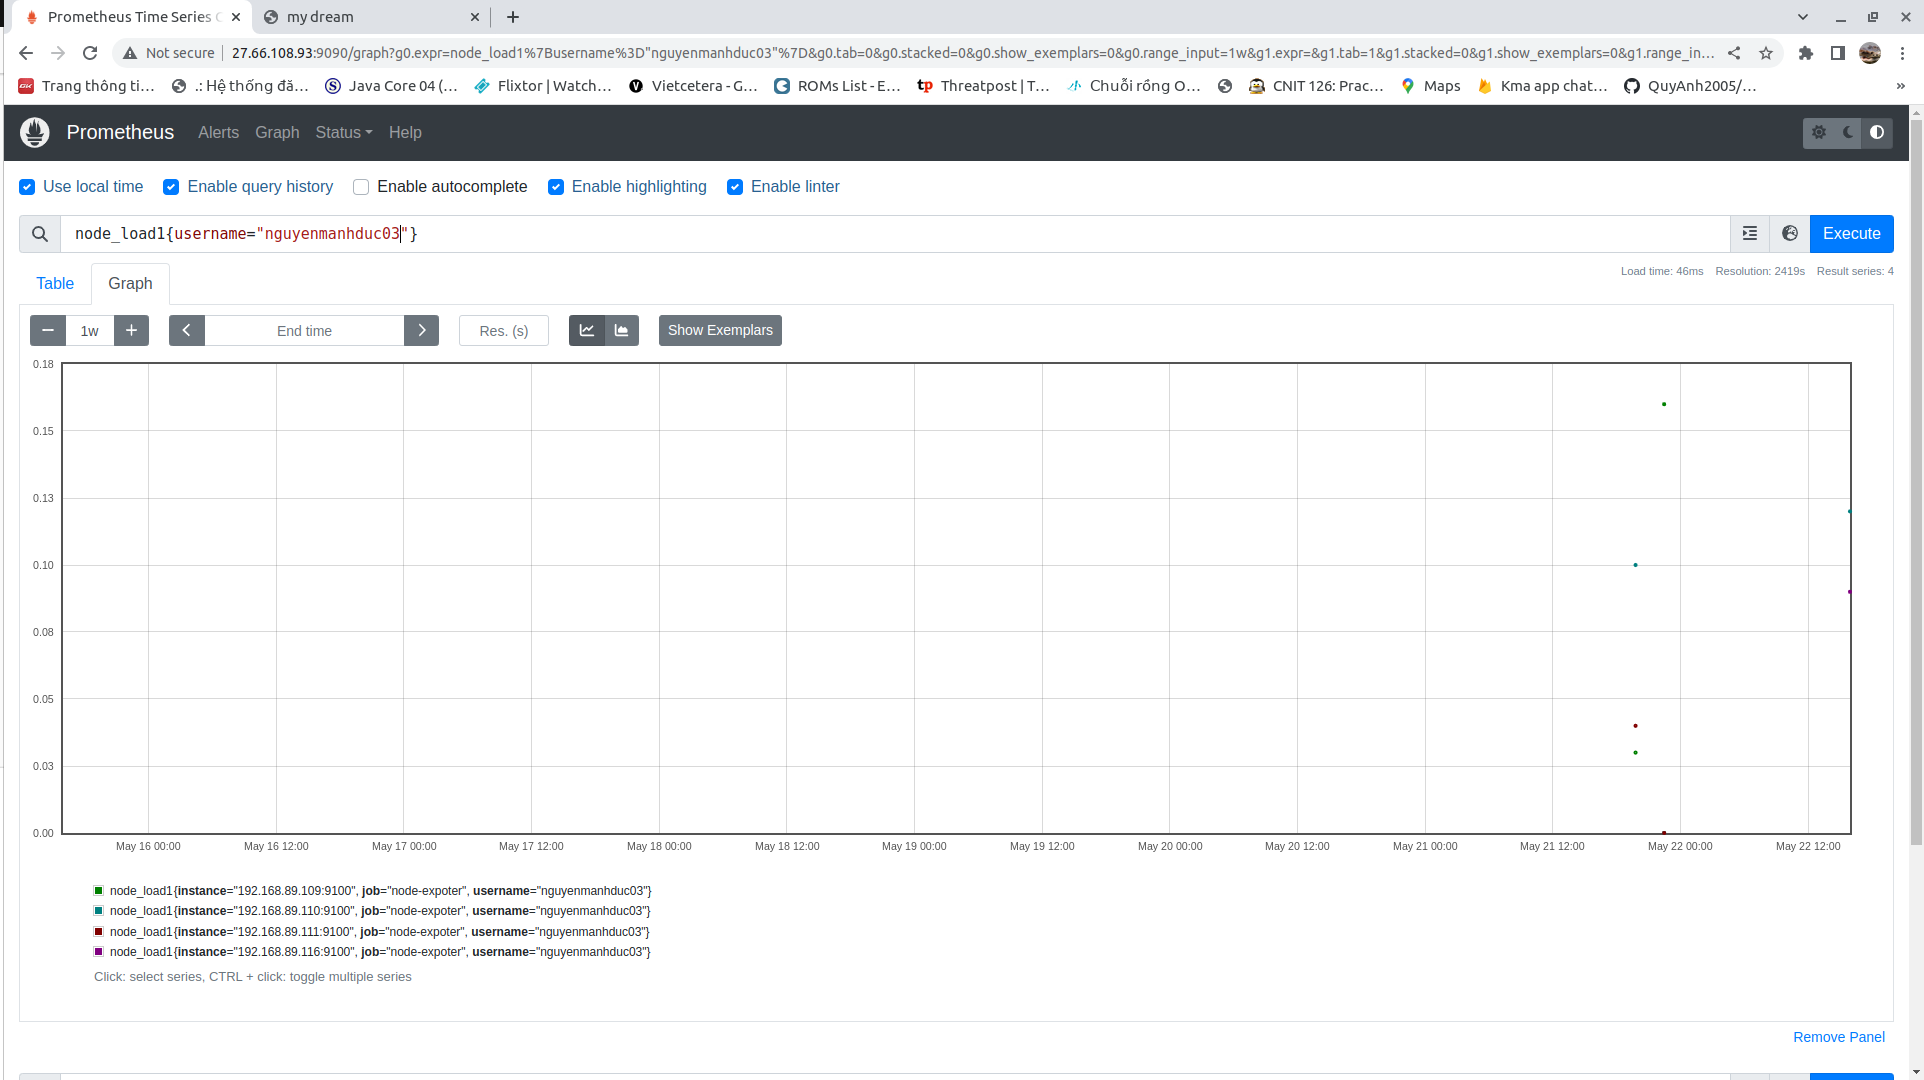 Prometheus Time Series C
my dream
Not secure
27.66.108.93:9090/graph?g0.expr=node_load1%7Busername%3D"nguyenmanhduc03"%7D&g0.tab=0&g0.stacked=0&g0.show_exemplars=0&g0.range_input=1w&g1.expr=&g1.tab=1&g1.stacked=0&g1.show_exemplars=0&g1.range_in...
GK Trang thông ti... .: Hệ thống đă... Java Core 04 (... Flixtor | Watch... Vietcetera - G... ROMs List - E... tp Threatpost | T... Chuỗi rồng O... CNIT 126: Prac... Maps Kma app chat... QuyAnh2005/... »
Prometheus Alerts Graph Status Help
Use local time Enable query history Enable autocomplete Enable highlighting Enable linter
node_load1{username="nguyenmanhduc03"}
Execute
Table Graph
Load time: 46ms Resolution: 2419s Result series: 4
1w
End time
Res. (s)
Show Exemplars
0.18
0.15
0.13
0.10
0.08
0.05
0.03
0.00
May 16 00:00 May 16 12:00 May 17 00:00 May 17 12:00 May 18 00:00 May 18 12:00 May 19 00:00 May 19 12:00 May 20 00:00 May 20 12:00 May 21 00:00 May 21 12:00 May 22 00:00 May 22 12:00
node_load1{instance="192.168.89.109:9100", job="node-expoter", username="nguyenmanhduc03"}
node_load1{instance="192.168.89.110:9100", job="node-expoter", username="nguyenmanhduc03"}
node_load1{instance="192.168.89.111:9100", job="node-expoter", username="nguyenmanhduc03"}
node_load1{instance="192.168.89.116:9100", job="node-expoter", username="nguyenmanhduc03"}
Click: select series, CTRL + click: toggle multiple series
Remove Panel